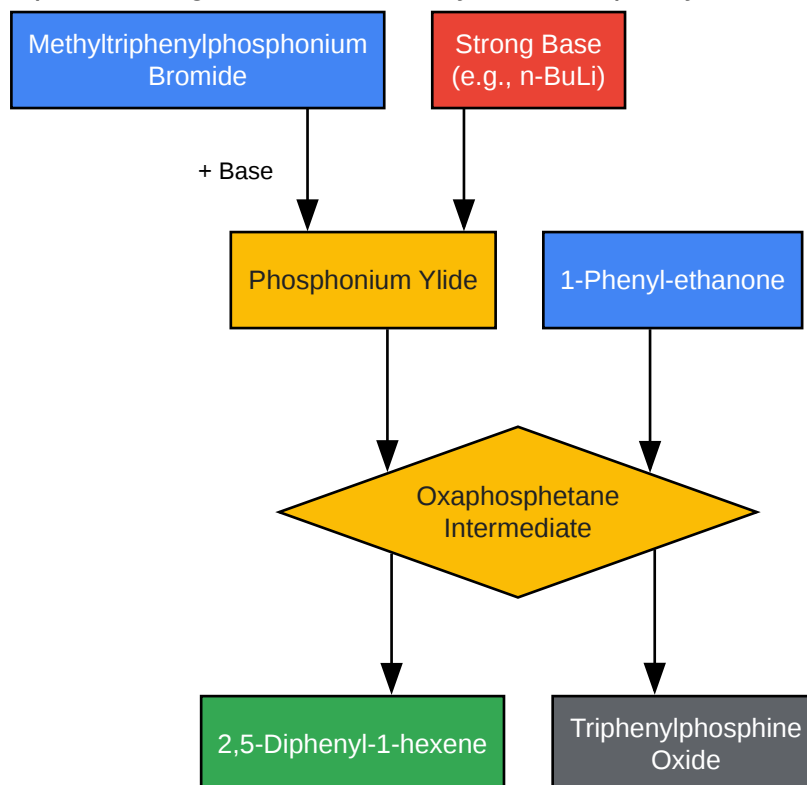 Methyltriphenylphosphonium
Bromide
Strong Base
(e.g., n-BuLi)
+ Base
Phosphonium Ylide
1-Phenyl-ethanone
Oxaphosphetane
Intermediate
2,5-Diphenyl-1-hexene
Triphenylphosphine
Oxide